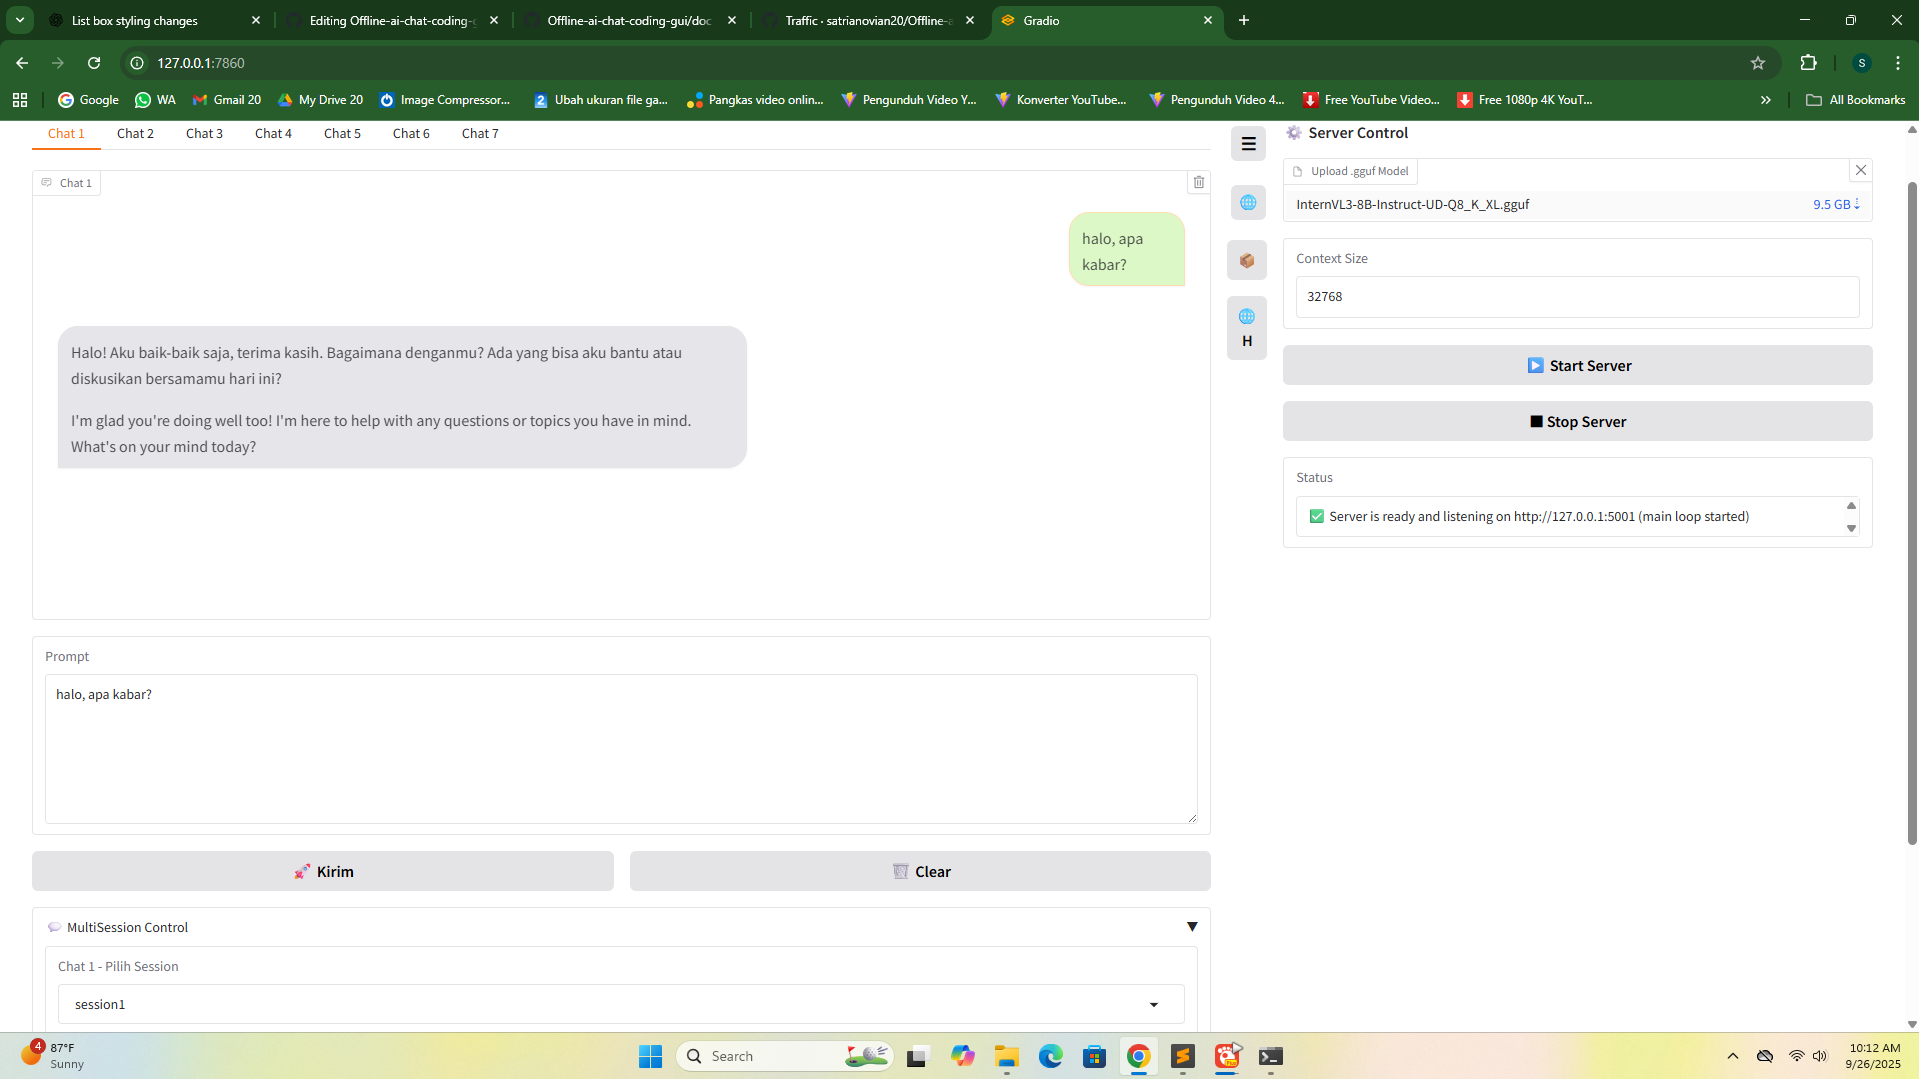 List box styling changes
Editing Offline-ai-chat-coding-g
Offline-ai-chat-coding-gui/doc
Traffic · satrianovian20/Offline-a
Gradio
127.0.0.1:7860
S
Google
WA
Gmail 20
My Drive 20
Image Compressor...
Ubah ukuran file ga...
Pangkas video onlin...
Pengunduh Video Y...
Konverter YouTube...
Pengunduh Video 4...
Free YouTube Video...
Free 1080p 4K YouT...
All Bookmarks
Chat 1
Chat 2
Chat 3
Chat 4
Chat 5
Chat 6
Chat 7
Chat 1
halo, apa
kabar?
Halo! Aku baik-baik saja, terima kasih. Bagaimana denganmu? Ada yang bisa aku bantu atau
diskusikan bersamamu hari ini?
I'm glad you're doing well too! I'm here to help with any questions or topics you have in mind.
What's on your mind today?
Prompt
halo, apa kabar?
Kirim
Clear
MultiSession Control
Chat 1 - Pilih Session
session1
H
Server Control
Upload .gguf Model
InternVL3-8B-Instruct-UD-Q8_K_XL.gguf
9.5 GB
Context Size
32768
Start Server
Stop Server
Status
Server is ready and listening on http://127.0.0.1:5001 (main loop started)
4
87°F
Sunny
Search
10:12 AM
9/26/2025